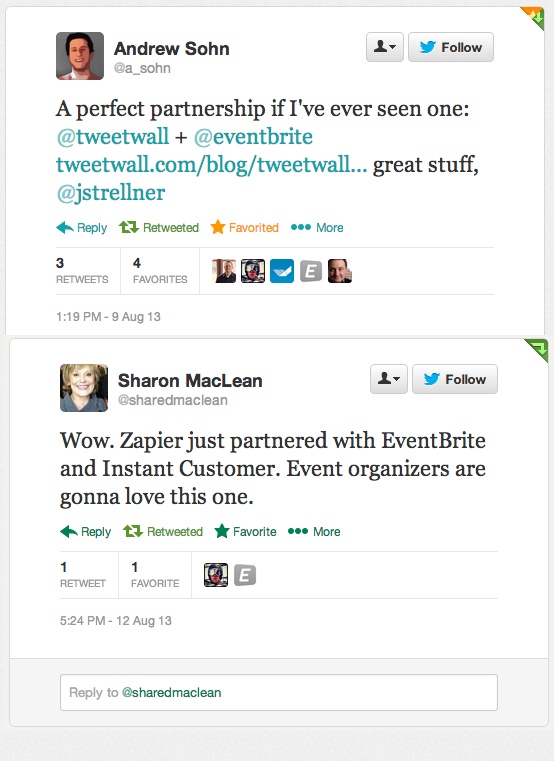 Andrew Sohn
@a_sohn
Follow
A perfect partnership if I've ever seen one:
@tweetwall + @eventbrite
tweetwall.com/blog/tweetwall... great stuff,
@jstrellner
Reply Retweeted Favorited More
3 4
RETWEETS FAVORITES
E
1:19 PM - 9 Aug 13
Sharon MacLean
@sharedmaclean
Follow
Wow. Zapier just partnered with EventBrite
and Instant Customer. Event organizers are
gonna love this one.
Reply Retweeted Favorite More
1 1
RETWEET FAVORITE
E
5:24 PM - 12 Aug 13
Reply to @sharedmaclean